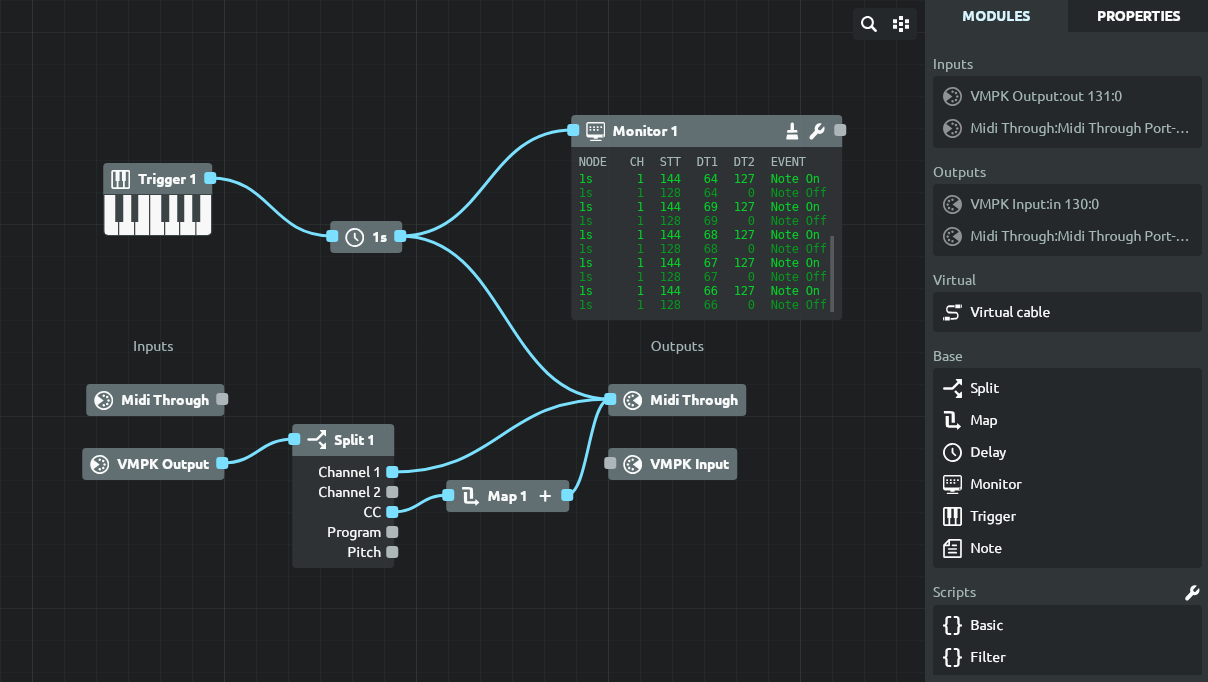 MODULES PROPERTIES
Inputs
VMPK Output:out 131:0
Midi Through:Midi Through Port-...
Outputs
VMPK Input:in 130:0
Midi Through:Midi Through Port-...
Virtual
Virtual cable
Base
Split
Map
Delay
Monitor
Trigger
Note
Scripts
Basic
Filter
Trigger 1
1s
Monitor 1
NODE CH STT DT1 DT2 EVENT
1s 1 144 64 127 Note On
1s 1 128 64 0 Note Off
1s 1 144 69 127 Note On
1s 1 128 69 0 Note Off
1s 1 144 68 127 Note On
1s 1 128 68 0 Note Off
1s 1 144 67 127 Note On
1s 1 128 67 0 Note Off
1s 1 144 66 127 Note On
1s 1 128 66 0 Note Off
Inputs
Midi Through
VMPK Output
Split 1
Channel 1
Channel 2
CC
Program
Pitch
Map 1 +
Outputs
Midi Through
VMPK Input